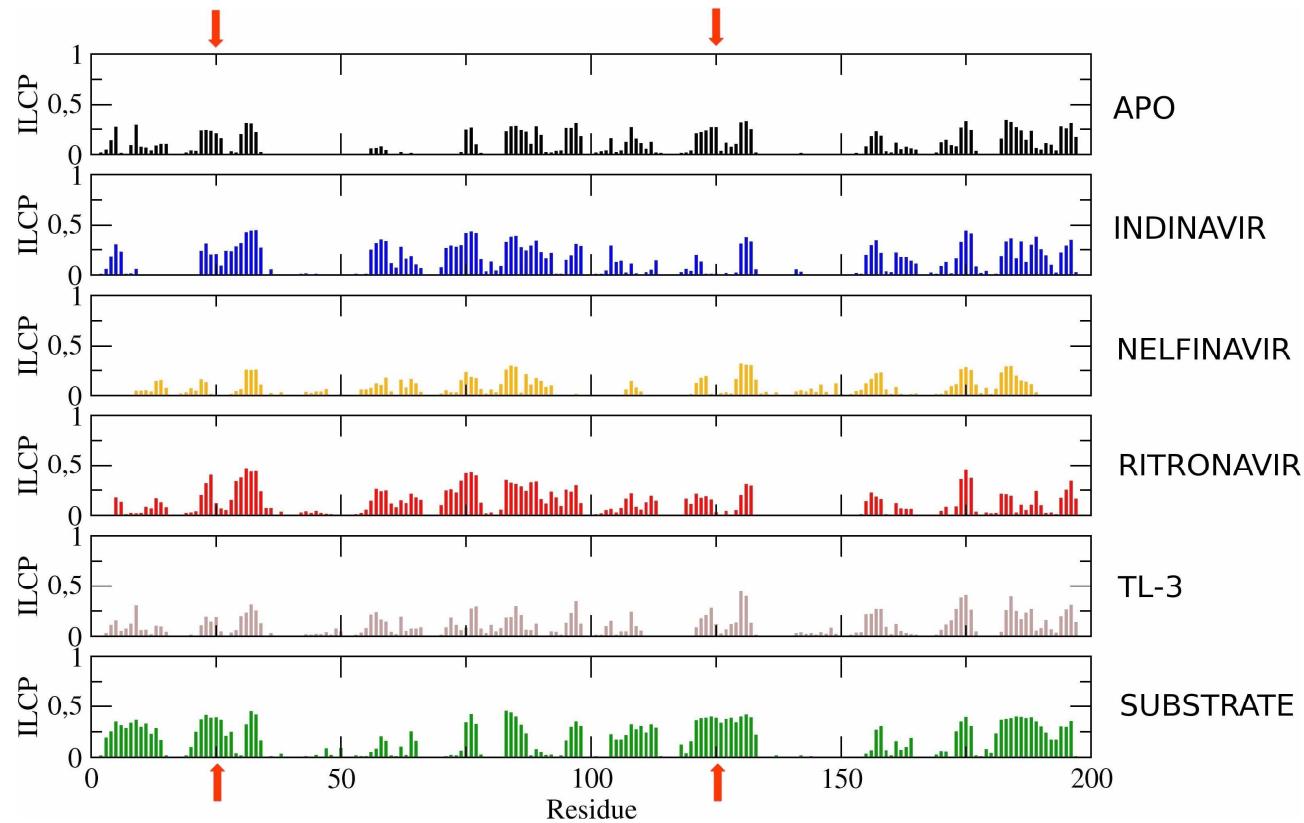 1
0,5
0
ILCP
APO
1
0,5
0
ILCP
INDINAVIR
1
0,5
0
ILCP
NELFINAVIR
1
0,5
0
ILCP
RITRONAVIR
1
0,5
0
ILCP
TL-3
1
0,5
0
ILCP
SUBSTRATE
0 50 100 150 200
Residue